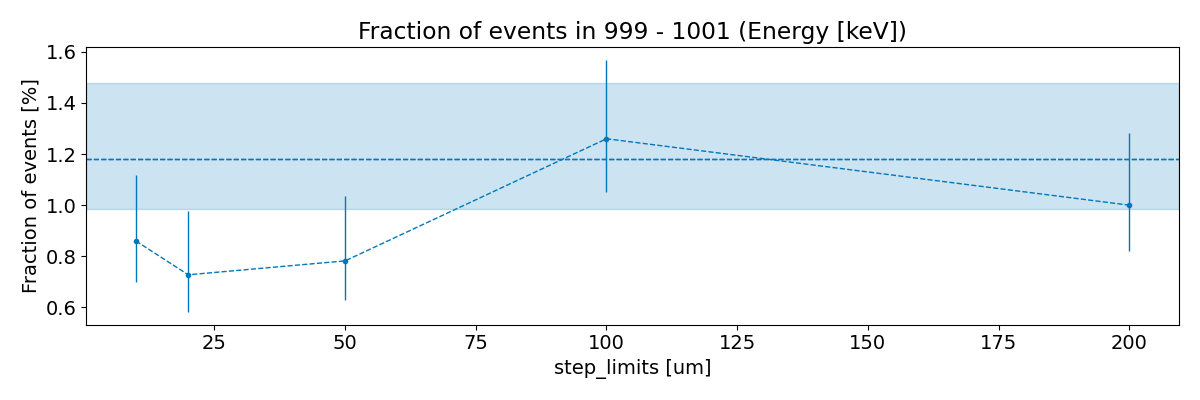 Fraction of events in 999 - 1001 (Energy [keV])
Fraction of events [%]
1.6
1.4
1.2
1.0
0.8
0.6
25 50 75 100 125 150 175 200
step_limits [um]